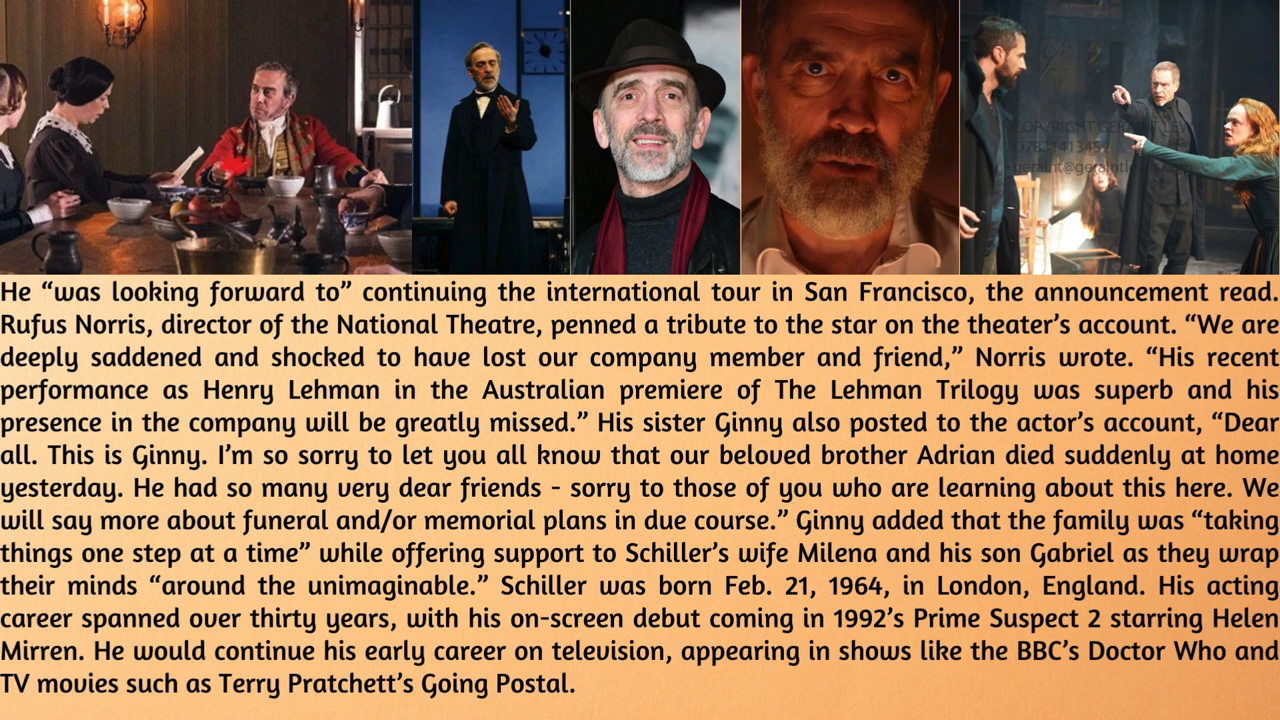 COPYRIGHT GER
geraint@geraintl
He “was looking forward to” continuing the international tour in San Francisco, the announcement read.
Rufus Norris, director of the National Theatre, penned a tribute to the star on the theater’s account. “We are
deeply saddened and shocked to have lost our company member and friend,” Norris wrote. “His recent
performance as Henry Lehman in the Australian premiere of The Lehman Trilogy was superb and his
presence in the company will be greatly missed.” His sister Ginny also posted to the actor’s account, “Dear
all. This is Ginny. I’m so sorry to let you all know that our beloved brother Adrian died suddenly at home
yesterday. He had so many very dear friends - sorry to those of you who are learning about this here. We
will say more about funeral and/or memorial plans in due course.” Ginny added that the family was “taking
things one step at a time” while offering support to Schiller’s wife Milena and his son Gabriel as they wrap
their minds “around the unimaginable.” Schiller was born Feb. 21, 1964, in London, England. His acting
career spanned over thirty years, with his on-screen debut coming in 1992’s Prime Suspect 2 starring Helen
Mirren. He would continue his early career on television, appearing in shows like the BBC’s Doctor Who and
TV movies such as Terry Pratchett’s Going Postal.